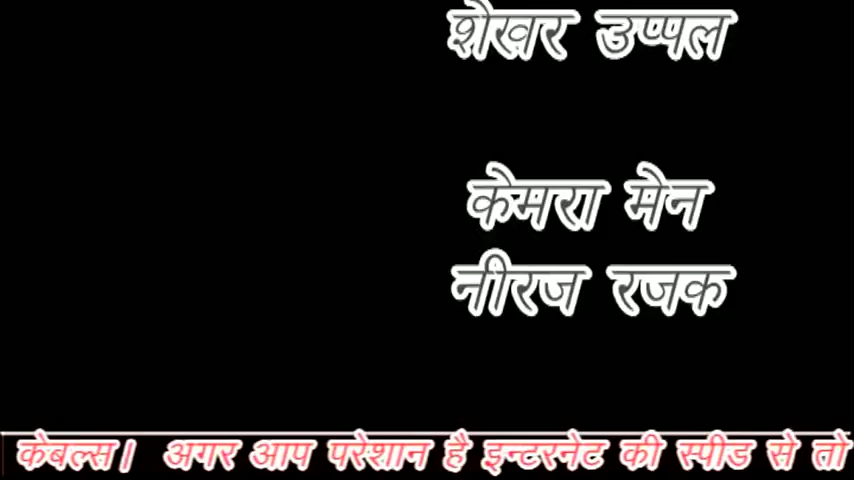 शेखर उप्पल
केमरा मेन
नीरज रजक
केबल्स। अगर आप परेशान है इन्टरनेट की स्पीड से तो